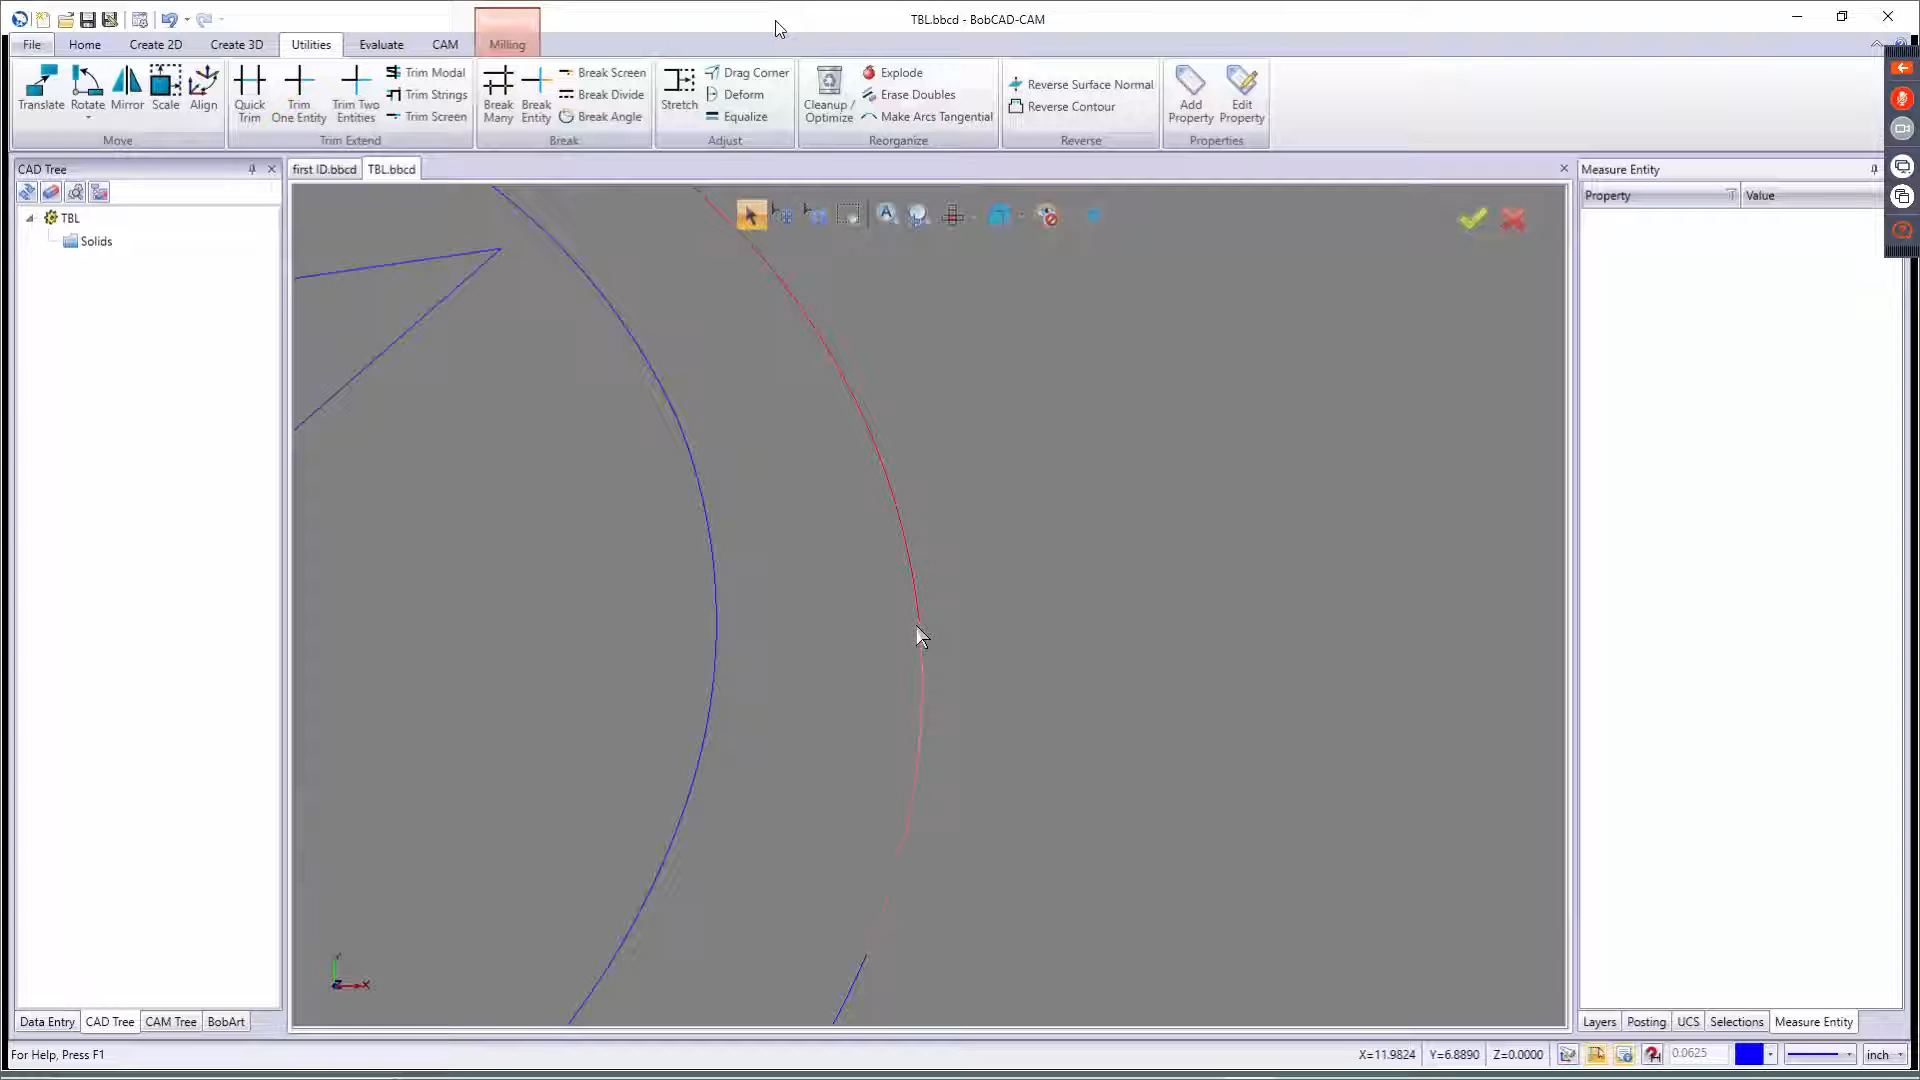 TBL.bbcd - BobCAD-CAM
File Home Create 2D Create 3D Utilities Evaluate CAM Milling
Translate Rotate Mirror Scale Align
Move
Quick Trim Trim One Entity Trim Two Entities
Trim Modal
Trim Strings
Trim Screen
Trim Extend
Break Many Break Entity
Break Screen
Break Divide
Break Angle
Break
Stretch
Drag Corner
Deform
Equalize
Adjust
Cleanup / Optimize
Explode
Erase Doubles
Make Arcs Tangential
Reorganize
Reverse Surface Normal
Reverse Contour
Reverse
Add Property Edit Property
Properties
CAD Tree
TBL
Solids
first ID.bbcd TBL.bbcd
Measure Entity
Property Value
Data Entry CAD Tree CAM Tree BobArt
Layers Posting UCS Selections Measure Entity
For Help, Press F1
X=11.9824 Y=6.8890 Z=0.0000 0.0625 inch